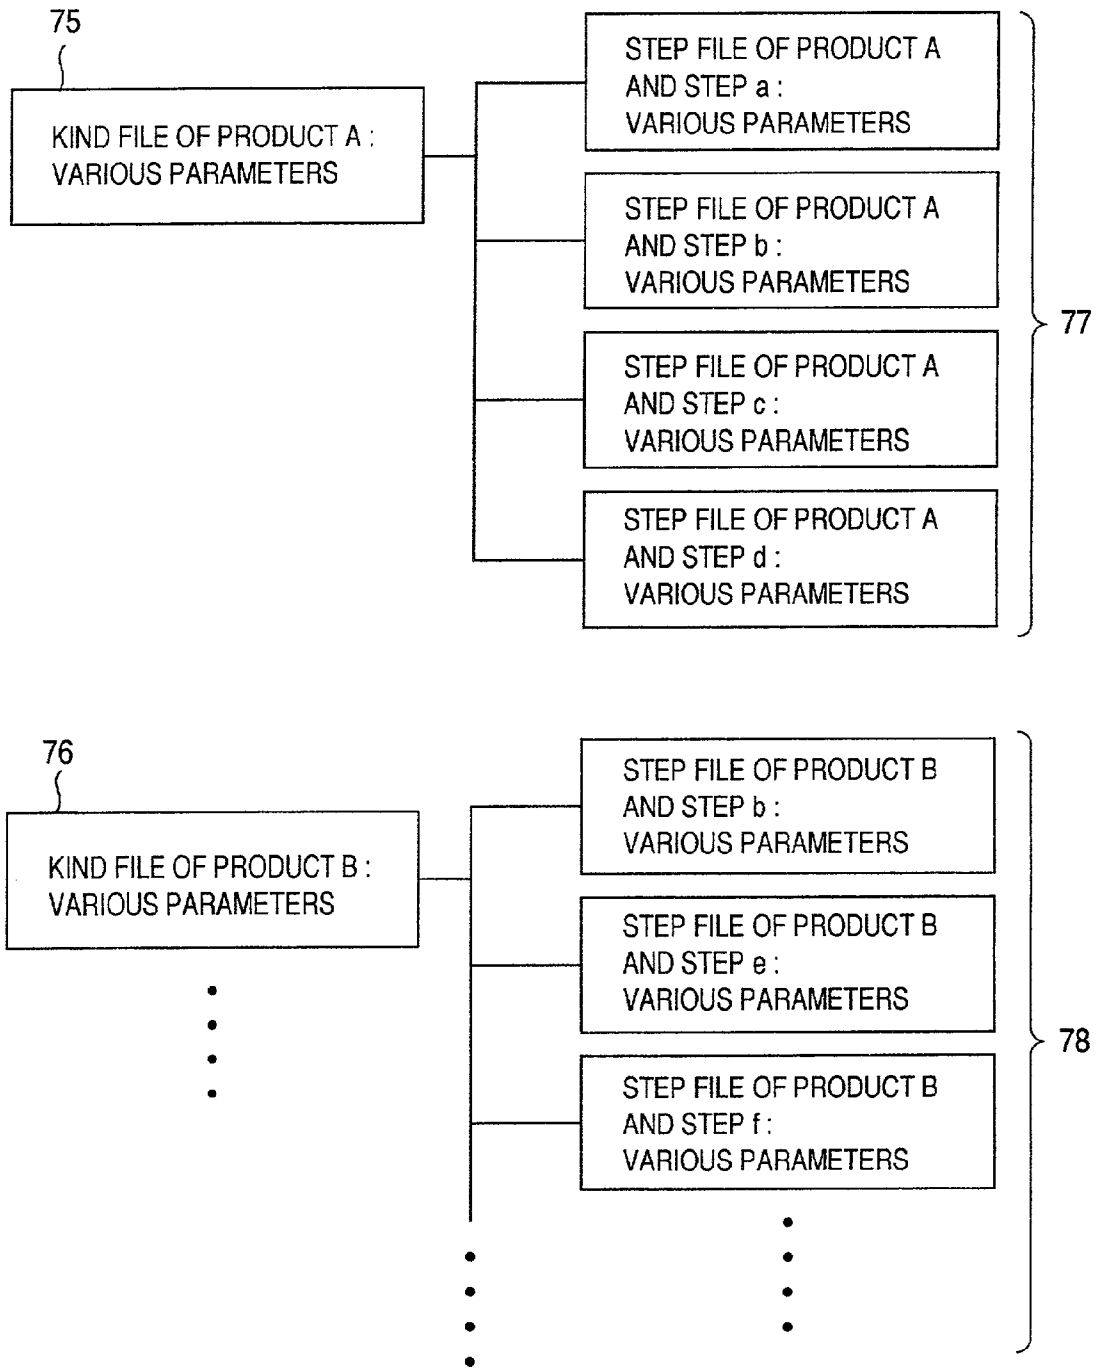 75
KIND FILE OF PRODUCT A :
VARIOUS PARAMETERS
STEP FILE OF PRODUCT A
AND STEP a :
VARIOUS PARAMETERS
STEP FILE OF PRODUCT A
AND STEP b :
VARIOUS PARAMETERS
STEP FILE OF PRODUCT A
AND STEP c :
VARIOUS PARAMETERS
STEP FILE OF PRODUCT A
AND STEP d :
VARIOUS PARAMETERS
77
76
KIND FILE OF PRODUCT B :
VARIOUS PARAMETERS
STEP FILE OF PRODUCT B
AND STEP b :
VARIOUS PARAMETERS
STEP FILE OF PRODUCT B
AND STEP e :
VARIOUS PARAMETERS
STEP FILE OF PRODUCT B
AND STEP f :
VARIOUS PARAMETERS
78